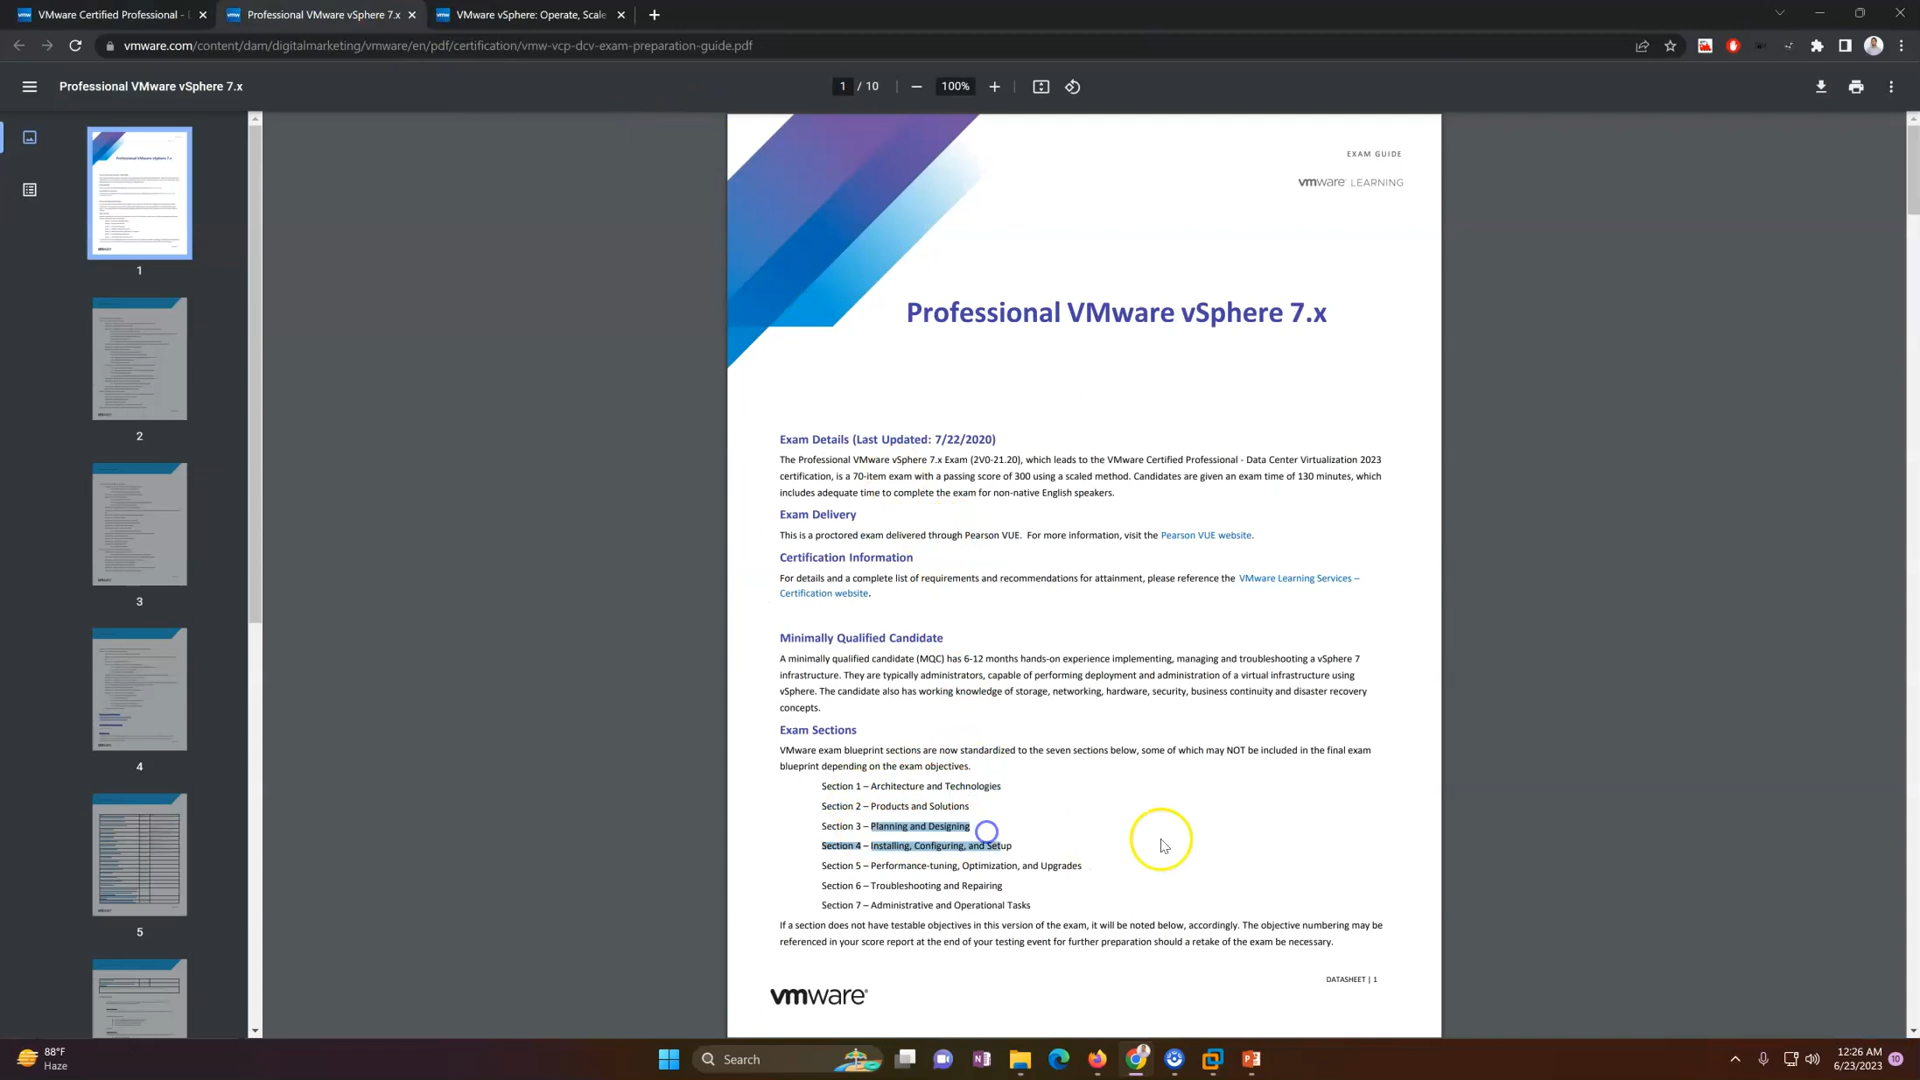 VMware Certified Professional -
Professional VMware vSphere 7.x
VMware vSphere: Operate, Scale
vmware.com/content/dam/digitalmarketing/vmware/en/pdf/certification/vmw-vcp-dcv-exam-preparation-guide.pdf
Professional VMware vSphere 7.x
1 / 10
100%
1
2
3
4
5
EXAM GUIDE
vmware® LEARNING
Professional VMware vSphere 7.x
Exam Details (Last Updated: 7/22/2020)
The Professional VMware vSphere 7.x Exam (2V0-21.20), which leads to the VMware Certified Professional - Data Center Virtualization 2023
certification, is a 70-item exam with a passing score of 300 using a scaled method. Candidates are given an exam time of 130 minutes, which
includes adequate time to complete the exam for non-native English speakers.
Exam Delivery
This is a proctored exam delivered through Pearson VUE. For more information, visit the Pearson VUE website.
Certification Information
For details and a complete list of requirements and recommendations for attainment, please reference the VMware Learning Services –
Certification website.
Minimally Qualified Candidate
A minimally qualified candidate (MQC) has 6-12 months hands-on experience implementing, managing and troubleshooting a vSphere 7
infrastructure. They are typically administrators, capable of performing deployment and administration of a virtual infrastructure using
vSphere. The candidate also has working knowledge of storage, networking, hardware, security, business continuity and disaster recovery
concepts.
Exam Sections
VMware exam blueprint sections are now standardized to the seven sections below, some of which may NOT be included in the final exam
blueprint depending on the exam objectives.
Section 1 – Architecture and Technologies
Section 2 – Products and Solutions
Section 3 – Planning and Designing
Section 4 – Installing, Configuring, and Setup
Section 5 – Performance-tuning, Optimization, and Upgrades
Section 6 – Troubleshooting and Repairing
Section 7 – Administrative and Operational Tasks
If a section does not have testable objectives in this version of the exam, it will be noted below, accordingly. The objective numbering may be
referenced in your score report at the end of your testing event for further preparation should a retake of the exam be necessary.
DATASHEET | 1
vmware®
88°F
Haze
Search
12:26 AM
6/23/2023
10